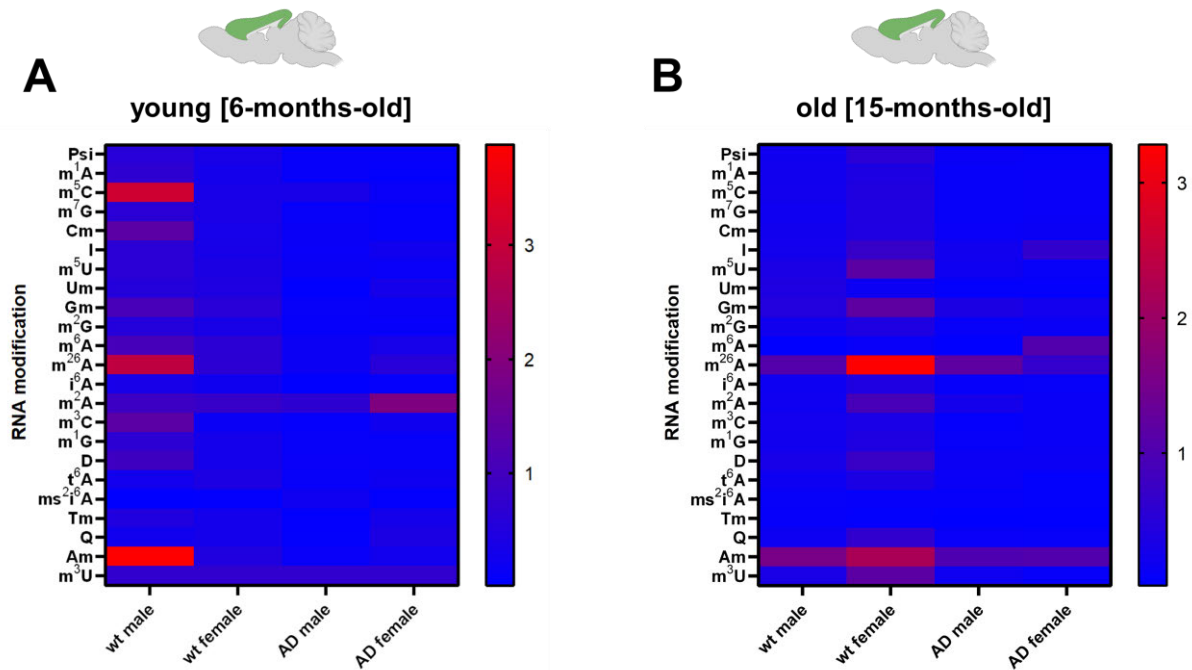 A
young [6-months-old]
RNA modification
Psi
m¹A
m⁵C
m⁷G
Cm
I
m⁵U
Um
Gm
m²G
m⁶A
m²⁶A
i⁶A
m²A
m³C
m¹G
D
t⁶A
ms²i⁶A
Tm
Q
Am
m³U
wt male
wt female
AD male
AD female
3
2
1
B
old [15-months-old]
RNA modification
Psi
m¹A
m⁵C
m⁷G
Cm
I
m⁵U
Um
Gm
m²G
m⁶A
m²⁶A
i⁶A
m²A
m³C
m¹G
D
t⁶A
ms²i⁶A
Tm
Q
Am
m³U
wt male
wt female
AD male
AD female
3
2
1